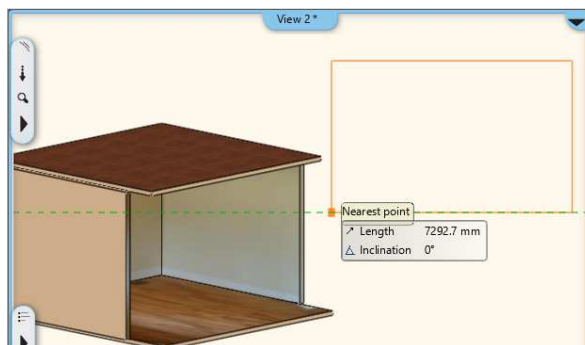 View 2 *
Nearest point
Length 7292.7 mm
Inclination 0°